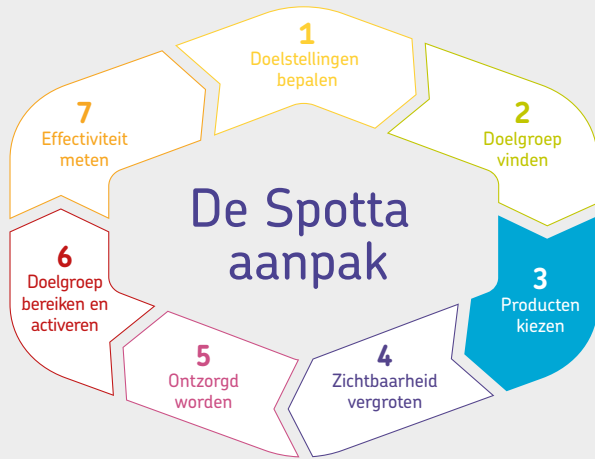 De Spotta
aanpak
1
Doelstellingen
bepalen
2
Doelgroep
vinden
3
Producten
kiezen
4
Zichtbaarheid
vergroten
5
Ontzorgd
worden
6
Doelgroep
bereiken en
activeren
7
Effectiviteit
meten